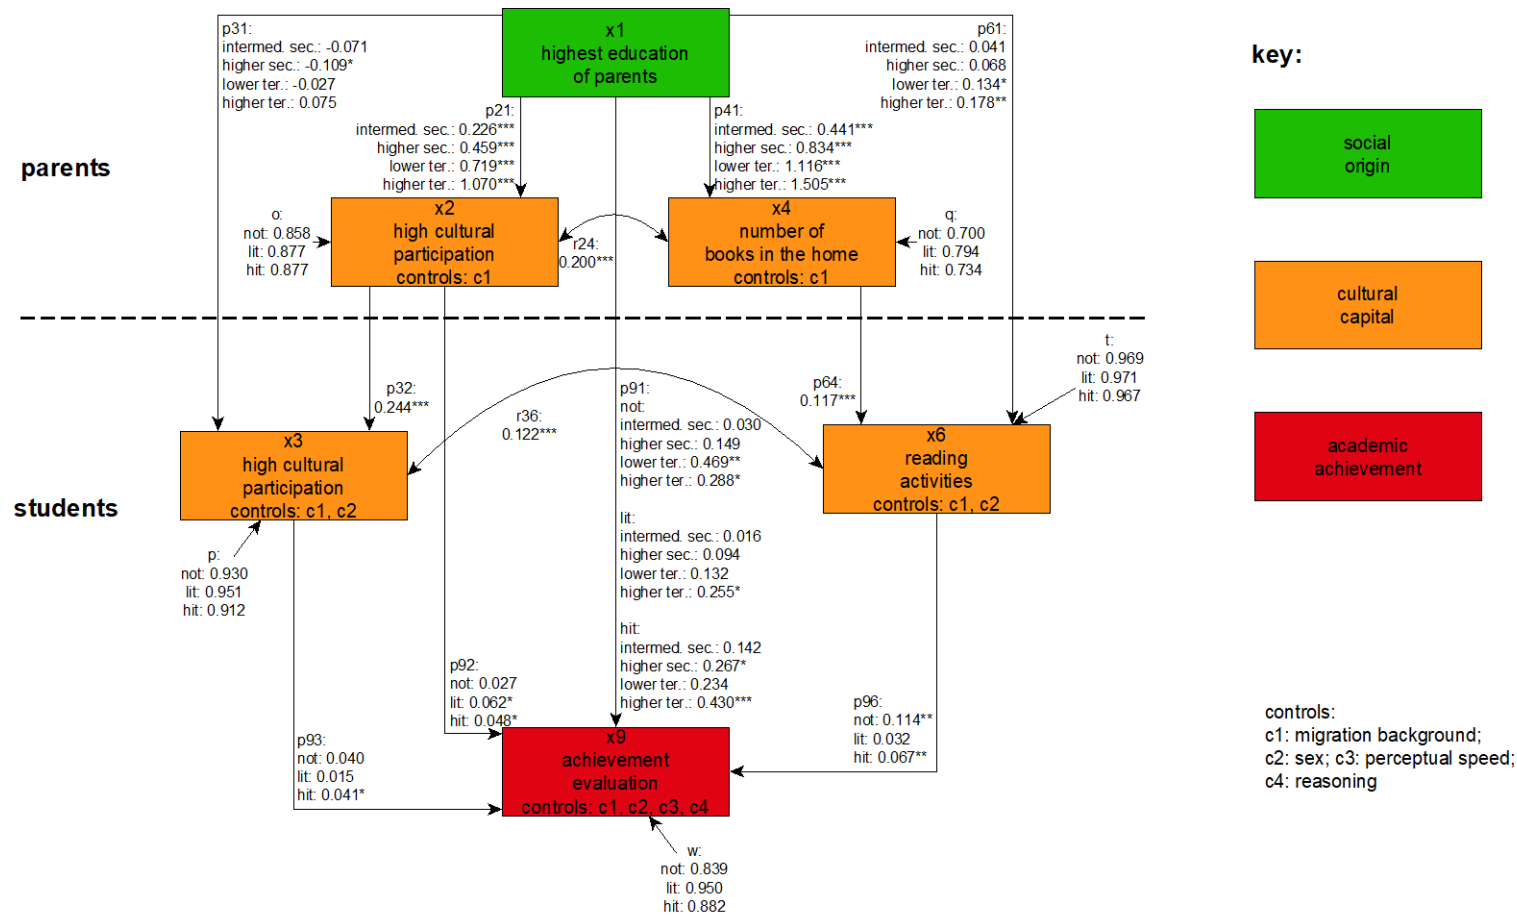 p31:
intermed. sec.: -0.071
higher sec.: -0.109*
lower ter.: -0.027
higher ter.: 0.075
x1
highest education
of parents
p61:
intermed. sec.: 0.041
higher sec.: 0.068
lower ter.: 0.134*
higher ter.: 0.178**
key:
p21:
intermed. sec.: 0.226***
higher sec.: 0.459***
lower ter.: 0.719***
higher ter.: 1.070***
p41:
intermed. sec.: 0.441***
higher sec.: 0.834***
lower ter.: 1.116***
higher ter.: 1.505***
social
origin
parents
o:
not: 0.858
lit: 0.877
hit: 0.877
x2
high cultural
participation
controls: c1
r24:
0.200***
x4
number of
books in the home
controls: c1
q:
not: 0.700
lit: 0.794
hit: 0.734
cultural
capital
t:
not: 0.969
lit: 0.971
hit: 0.967
p32:
0.244***
r36:
0.122***
p91:
not:
intermed. sec.: 0.030
higher sec.: 0.149
lower ter.: 0.469**
higher ter.: 0.288*
lit:
intermed. sec.: 0.016
higher sec.: 0.094
lower ter.: 0.132
higher ter.: 0.255*
hit:
intermed. sec.: 0.142
higher sec.: 0.267*
lower ter.: 0.234
higher ter.: 0.430***
p64:
0.117***
x3
high cultural
participation
controls: c1, c2
x6
reading
activities
controls: c1, c2
academic
achievement
students
p:
not: 0.930
lit: 0.951
hit: 0.912
p92:
not: 0.027
lit: 0.062*
hit: 0.048*
p96:
not: 0.114**
lit: 0.032
hit: 0.067**
p93:
not: 0.040
lit: 0.015
hit: 0.041*
x9
achievement
evaluation
controls: c1, c2, c3, c4
controls:
c1: migration background;
c2: sex; c3: perceptual speed;
c4: reasoning
w:
not: 0.839
lit: 0.950
hit: 0.882